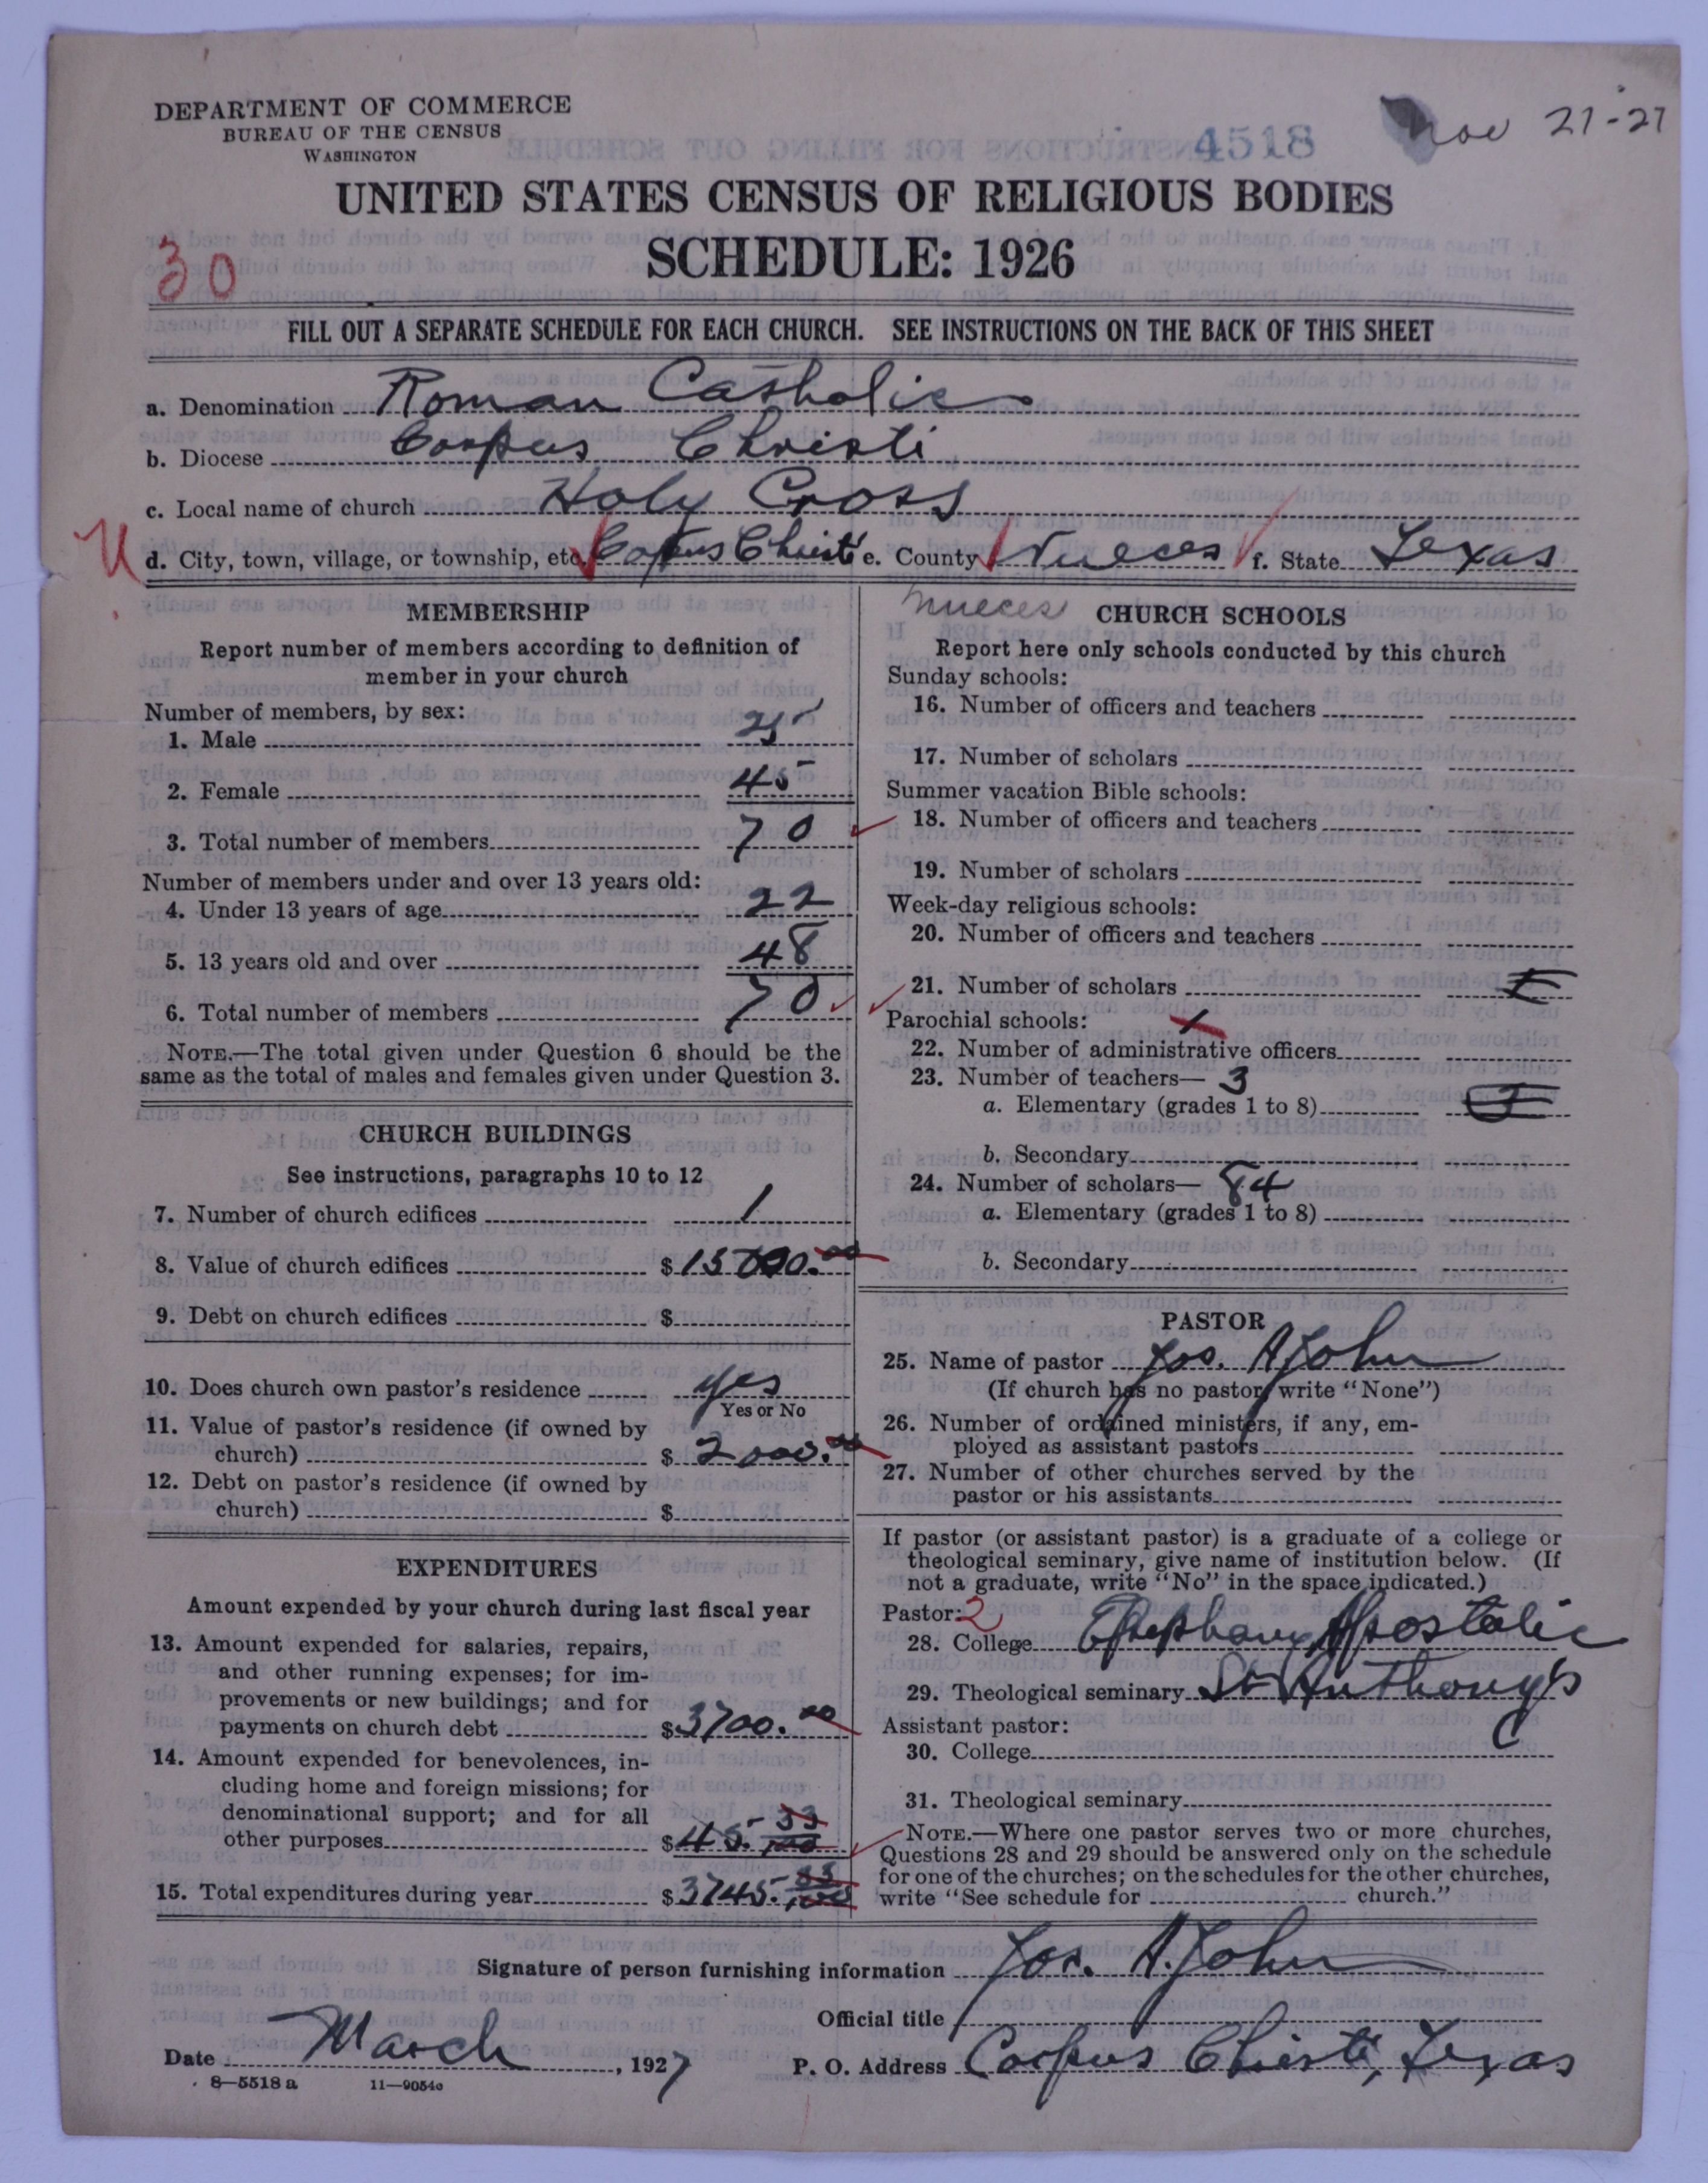 DEPARTMENT OF COMMERCE
BUREAU OF THE CENSUS
WASHINGTON
4518
Nov 21-27
UNITED STATES CENSUS OF RELIGIOUS BODIES
SCHEDULE: 1926
30
FILL OUT A SEPARATE SCHEDULE FOR EACH CHURCH. SEE INSTRUCTIONS ON THE BACK OF THIS SHEET
a. Denomination Roman Catholic
b. Diocese Corpus Christi
c. Local name of church Holy Cross
U d. City, town, village, or township, etc. Corpus Christi e. County Nueces f. State Texas
Nueces
MEMBERSHIP
Report number of members according to definition of
member in your church
Number of members, by sex:
1. Male 25
2. Female 45
3. Total number of members 70
Number of members under and over 13 years old:
4. Under 13 years of age 22
5. 13 years old and over 48
6. Total number of members 70
NOTE.—The total given under Question 6 should be the
same as the total of males and females given under Question 3.
CHURCH BUILDINGS
See instructions, paragraphs 10 to 12
7. Number of church edifices 1
8. Value of church edifices $15000.00
9. Debt on church edifices $
10. Does church own pastor's residence yes
Yes or No
11. Value of pastor's residence (if owned by
church) $2000.00
12. Debt on pastor's residence (if owned by
church) $
EXPENDITURES
Amount expended by your church during last fiscal year
13. Amount expended for salaries, repairs,
and other running expenses; for im-
provements or new buildings; and for
payments on church debt $3700.00
14. Amount expended for benevolences, in-
cluding home and foreign missions; for
denominational support; and for all
other purposes $45. 33/100
15. Total expenditures during year $3745. 33/100
CHURCH SCHOOLS
Report here only schools conducted by this church
Sunday schools:
16. Number of officers and teachers
17. Number of scholars
Summer vacation Bible schools:
18. Number of officers and teachers
19. Number of scholars
Week-day religious schools:
20. Number of officers and teachers
21. Number of scholars
Parochial schools: 1
22. Number of administrative officers
23. Number of teachers— 3
a. Elementary (grades 1 to 8) 3
b. Secondary
24. Number of scholars— 84
a. Elementary (grades 1 to 8)
b. Secondary
PASTOR
25. Name of pastor Jos. A John
(If church has no pastor, write "None")
26. Number of ordained ministers, if any, em-
ployed as assistant pastors
27. Number of other churches served by the
pastor or his assistants
If pastor (or assistant pastor) is a graduate of a college or
theological seminary, give name of institution below. (If
not a graduate, write "No" in the space indicated.)
Pastor: 2
28. College Epiphany Apostolic
29. Theological seminary St Anthony's
Assistant pastor:
30. College
31. Theological seminary
NOTE.—Where one pastor serves two or more churches,
Questions 28 and 29 should be answered only on the schedule
for one of the churches; on the schedules for the other churches,
write "See schedule for church."
Signature of person furnishing information Jos. A. John
Official title
Date March, 1927 P. O. Address Corpus Christi, Texas
8—5518 a 11—9054c